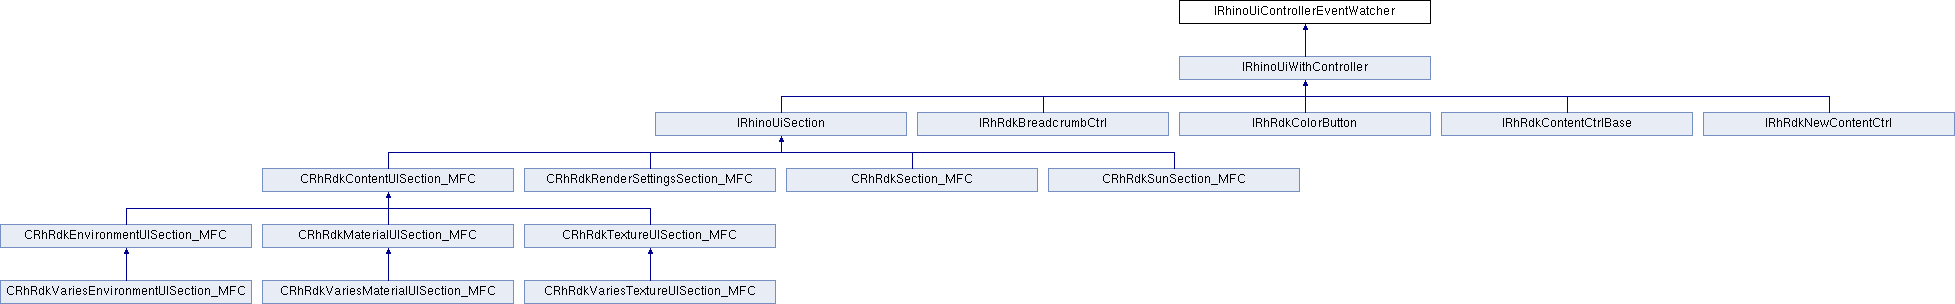 IRhinoUiControllerEventWatcher
IRhinoUiWithController
IRhinoUiSection
IRhRdkBreadcrumbCtrl
IRhRdkColorButton
IRhRdkContentCtrlBase
IRhRdkNewContentCtrl
CRhRdkContentUISection_MFC
CRhRdkRenderSettingsSection_MFC
CRhRdkSection_MFC
CRhRdkSunSection_MFC
CRhRdkEnvironmentUISection_MFC
CRhRdkMaterialUISection_MFC
CRhRdkTextureUISection_MFC
CRhRdkVariesEnvironmentUISection_MFC
CRhRdkVariesMaterialUISection_MFC
CRhRdkVariesTextureUISection_MFC